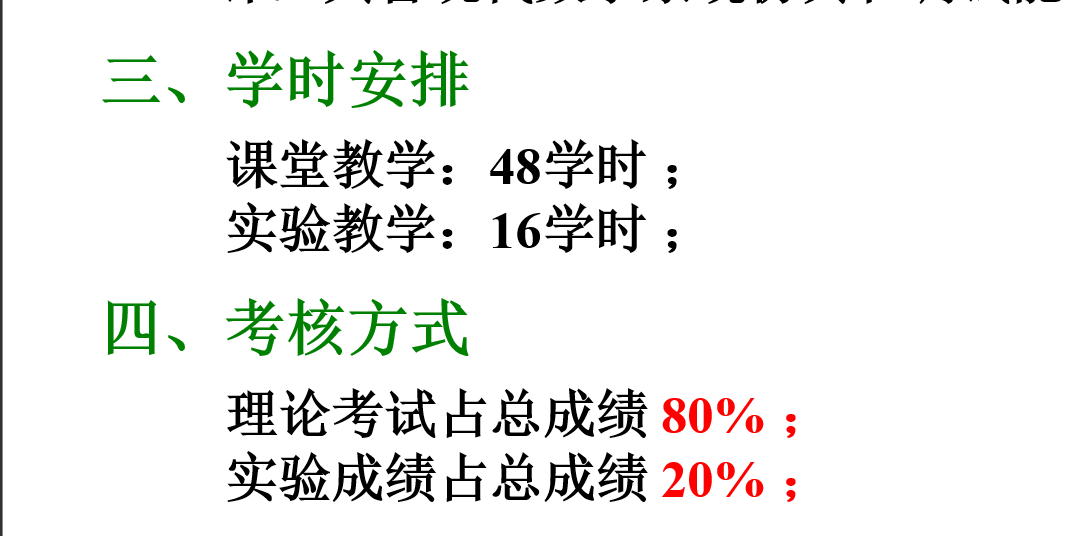 三、学时安排
课堂教学：48学时；
实验教学：16学时；
四、考核方式
理论考试占总成绩 80%；
实验成绩占总成绩 20%；